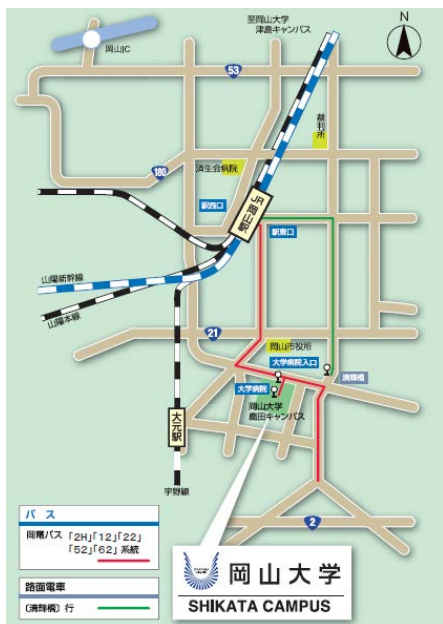 至岡山大学
津島キャンパス
N
岡山IC
53
裁判所
180
済生会病院
駅西口
JR岡山駅
駅東口
山陽新幹線
山陽本線
21
岡山市役所
大学病院入口
清輝橋
大学病院
岡山大学
鹿田キャンパス
大元駅
宇野線
2
バス
岡電バス 「2H」「12」「22」
「52」「62」系統
路面電車
〔清輝橋〕行
岡山大学
SHIKATA CAMPUS